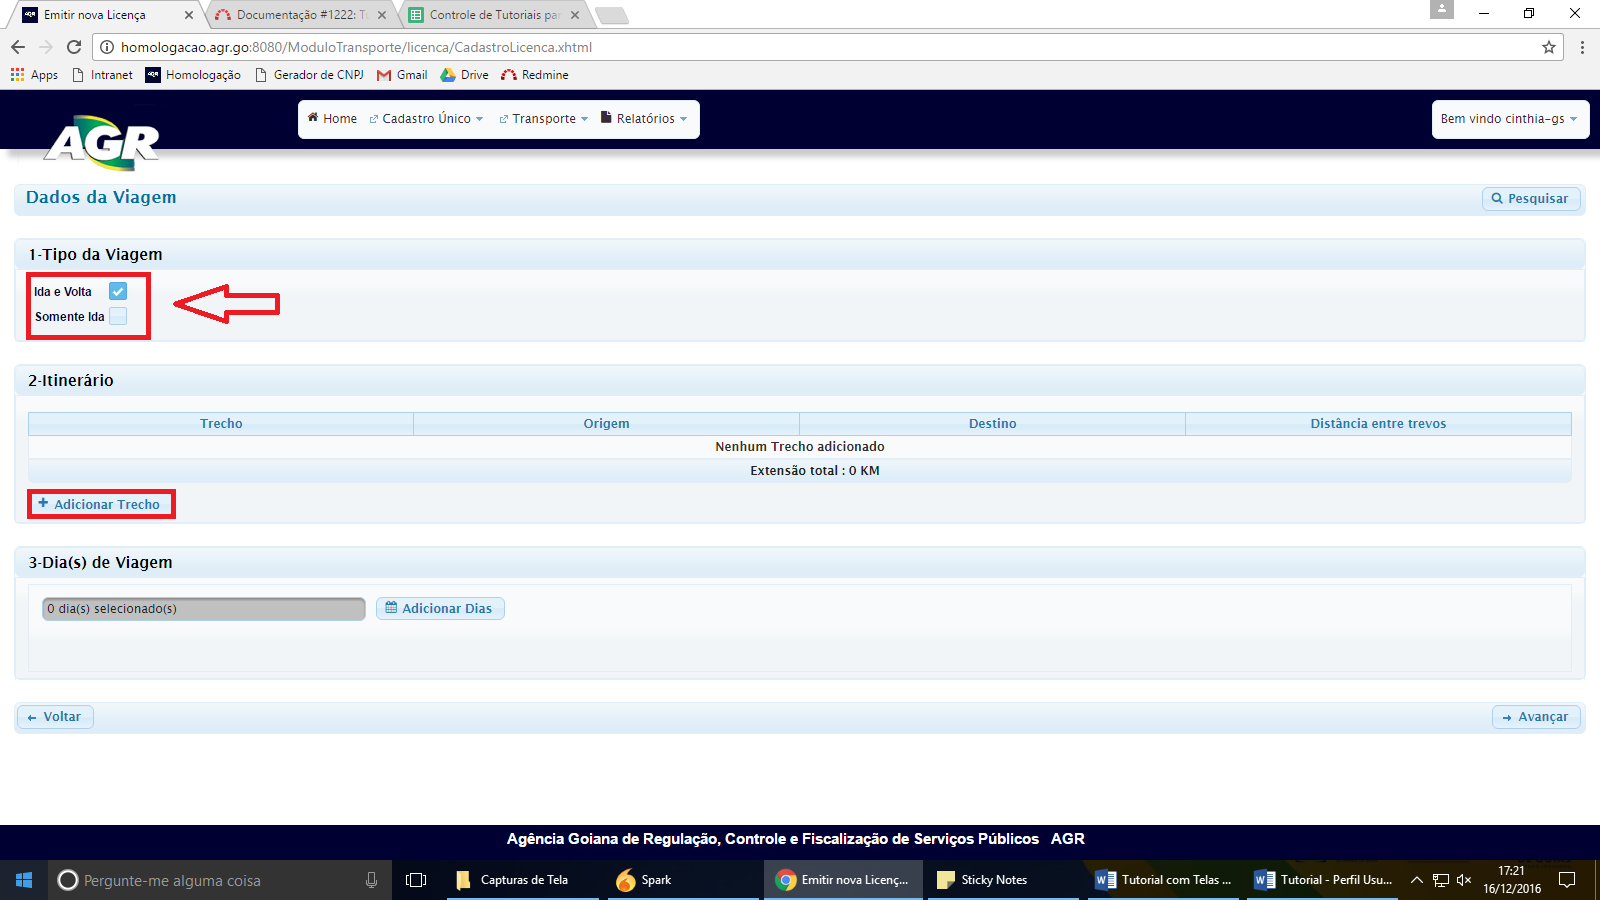 Emitir nova Licença
Documentação #1222: Tu
Controle de Tutoriais pa
homologacao.agr.go:8080/ModuloTransporte/licenca/CadastroLicenca.xhtml
Apps Intranet Homologação Gerador de CNPJ Gmail Drive Redmine
AGR
Home Cadastro Único Transporte Relatórios
Bem vindo cinthia-gs
Dados da Viagem
Pesquisar
1-Tipo da Viagem
Ida e Volta
Somente Ida
2-Itinerário
Trecho Origem Destino Distância entre trevos
Nenhum Trecho adicionado
Extensão total : 0 KM
+ Adicionar Trecho
3-Dia(s) de Viagem
0 dia(s) selecionado(s) Adicionar Dias
← Voltar
→ Avançar
Agência Goiana de Regulação, Controle e Fiscalização de Serviços Públicos AGR
Pergunte-me alguma coisa
Capturas de Tela
Spark
Emitir nova Licenç...
Sticky Notes
Tutorial com Telas ...
Tutorial - Perfil Usu...
17:21
16/12/2016